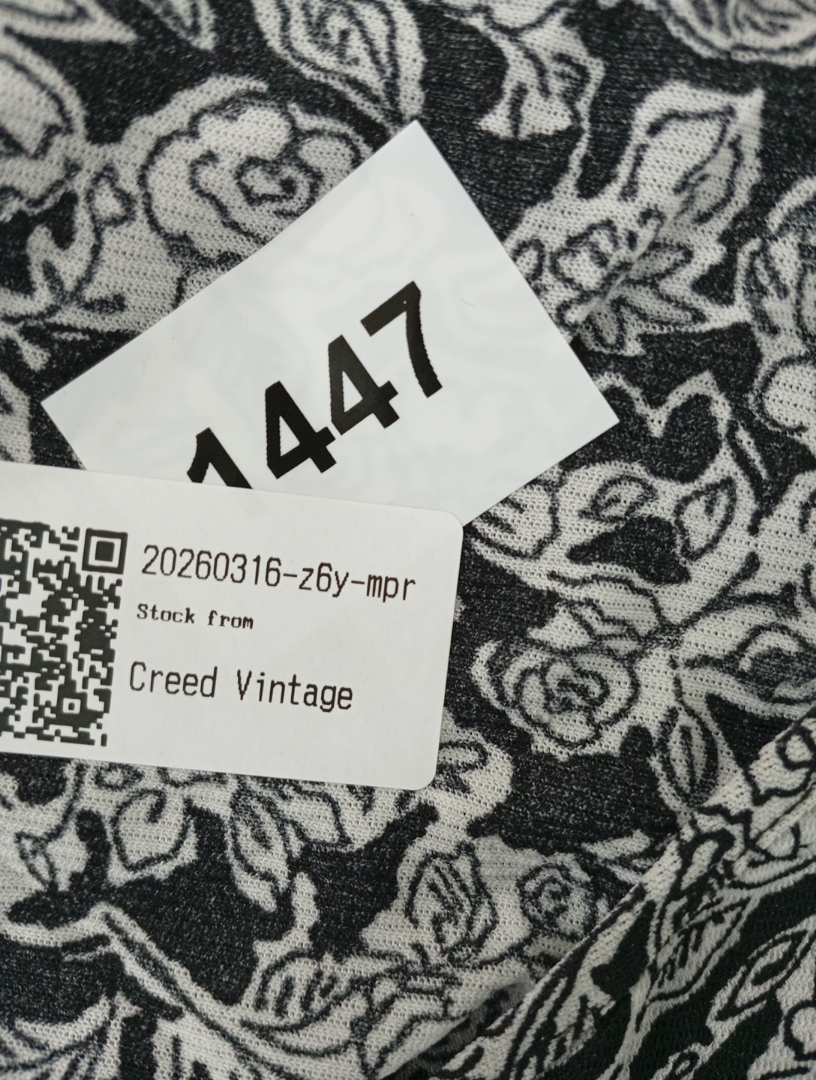 1447
20260316-z6y-mpr
Stock from
Creed Vintage